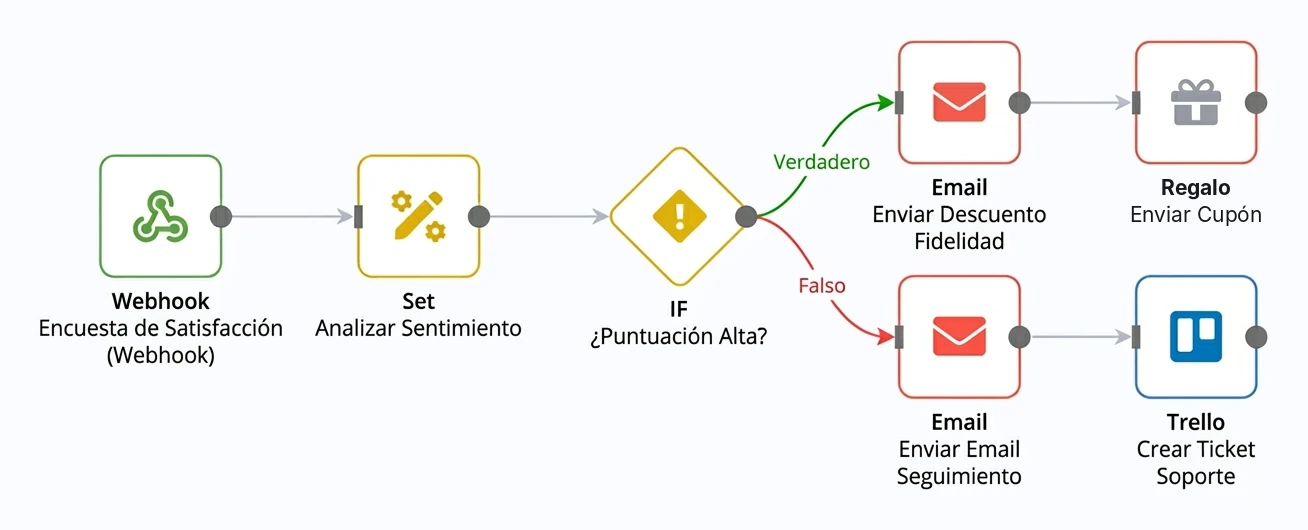 Webhook
Encuesta de Satisfacción
(Webhook)
Set
Analizar Sentimiento
IF
¿Puntuación Alta?
Verdadero
Falso
Email
Enviar Descuento
Fidelidad
Regalo
Enviar Cupón
Email
Enviar Email
Seguimiento
Trello
Crear Ticket
Soporte